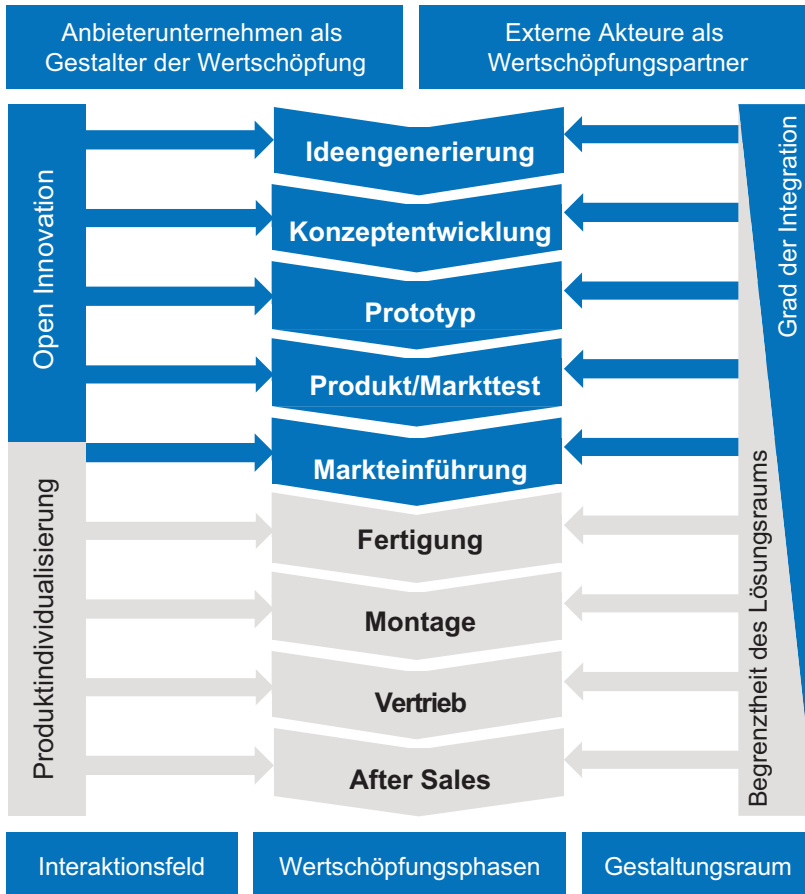 Anbieterunternehmen als
Gestalter der Wertschöpfung
Externe Akteure als
Wertschöpfungspartner
Open Innovation
Produktindividualisierung
Ideengenerierung
Konzeptentwicklung
Prototyp
Produkt/Markttest
Markteinführung
Fertigung
Montage
Vertrieb
After Sales
Grad der Integration
Begrenztheit des Lösungsraums
Interaktionsfeld
Wertschöpfungsphasen
Gestaltungsraum